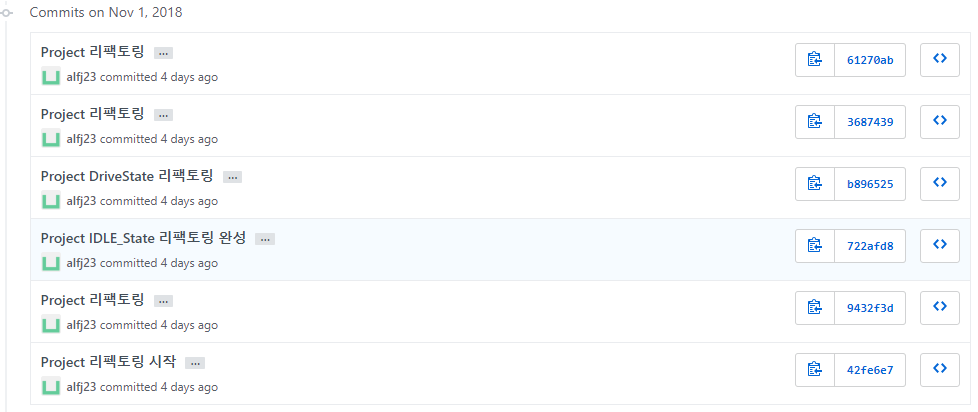 Commits on Nov 1, 2018
Project 리팩토링 …
alfj23 committed 4 days ago
61270ab
Project 리팩토링 …
alfj23 committed 4 days ago
3687439
Project DriveState 리팩토링 …
alfj23 committed 4 days ago
b896525
Project IDLE_State 리팩토링 완성 …
alfj23 committed 4 days ago
722afd8
Project 리팩토링 …
alfj23 committed 4 days ago
9432f3d
Project 리펙토링 시작 …
alfj23 committed 4 days ago
42fe6e7